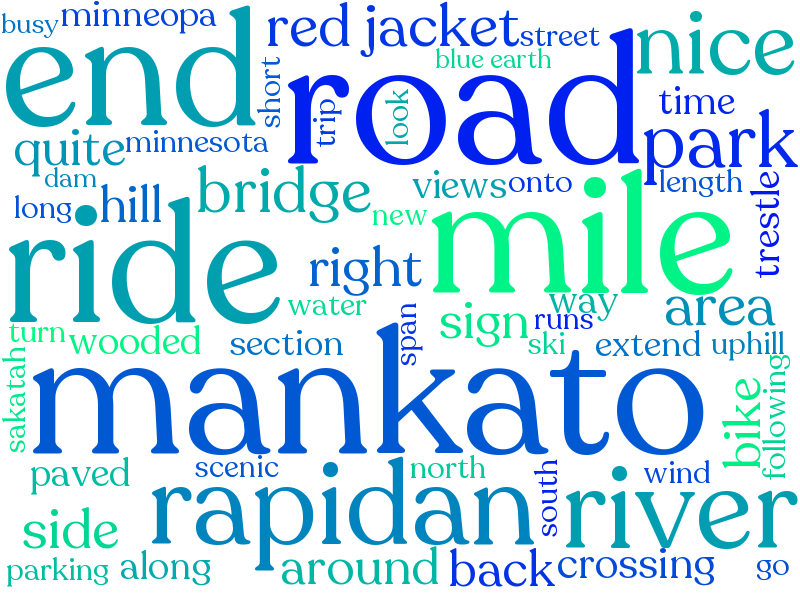 busy minneopa red jacket street nice
end short road blue earth
trip look time
quite minnesota park
dam bridge views onto length
long hill new mile trestle
ride right
water span sign runs way area
turn wooded section ski extend uphill
sakatah mankato bike following
paved scenic north south wind
side rapidan river
parking along around back crossing go